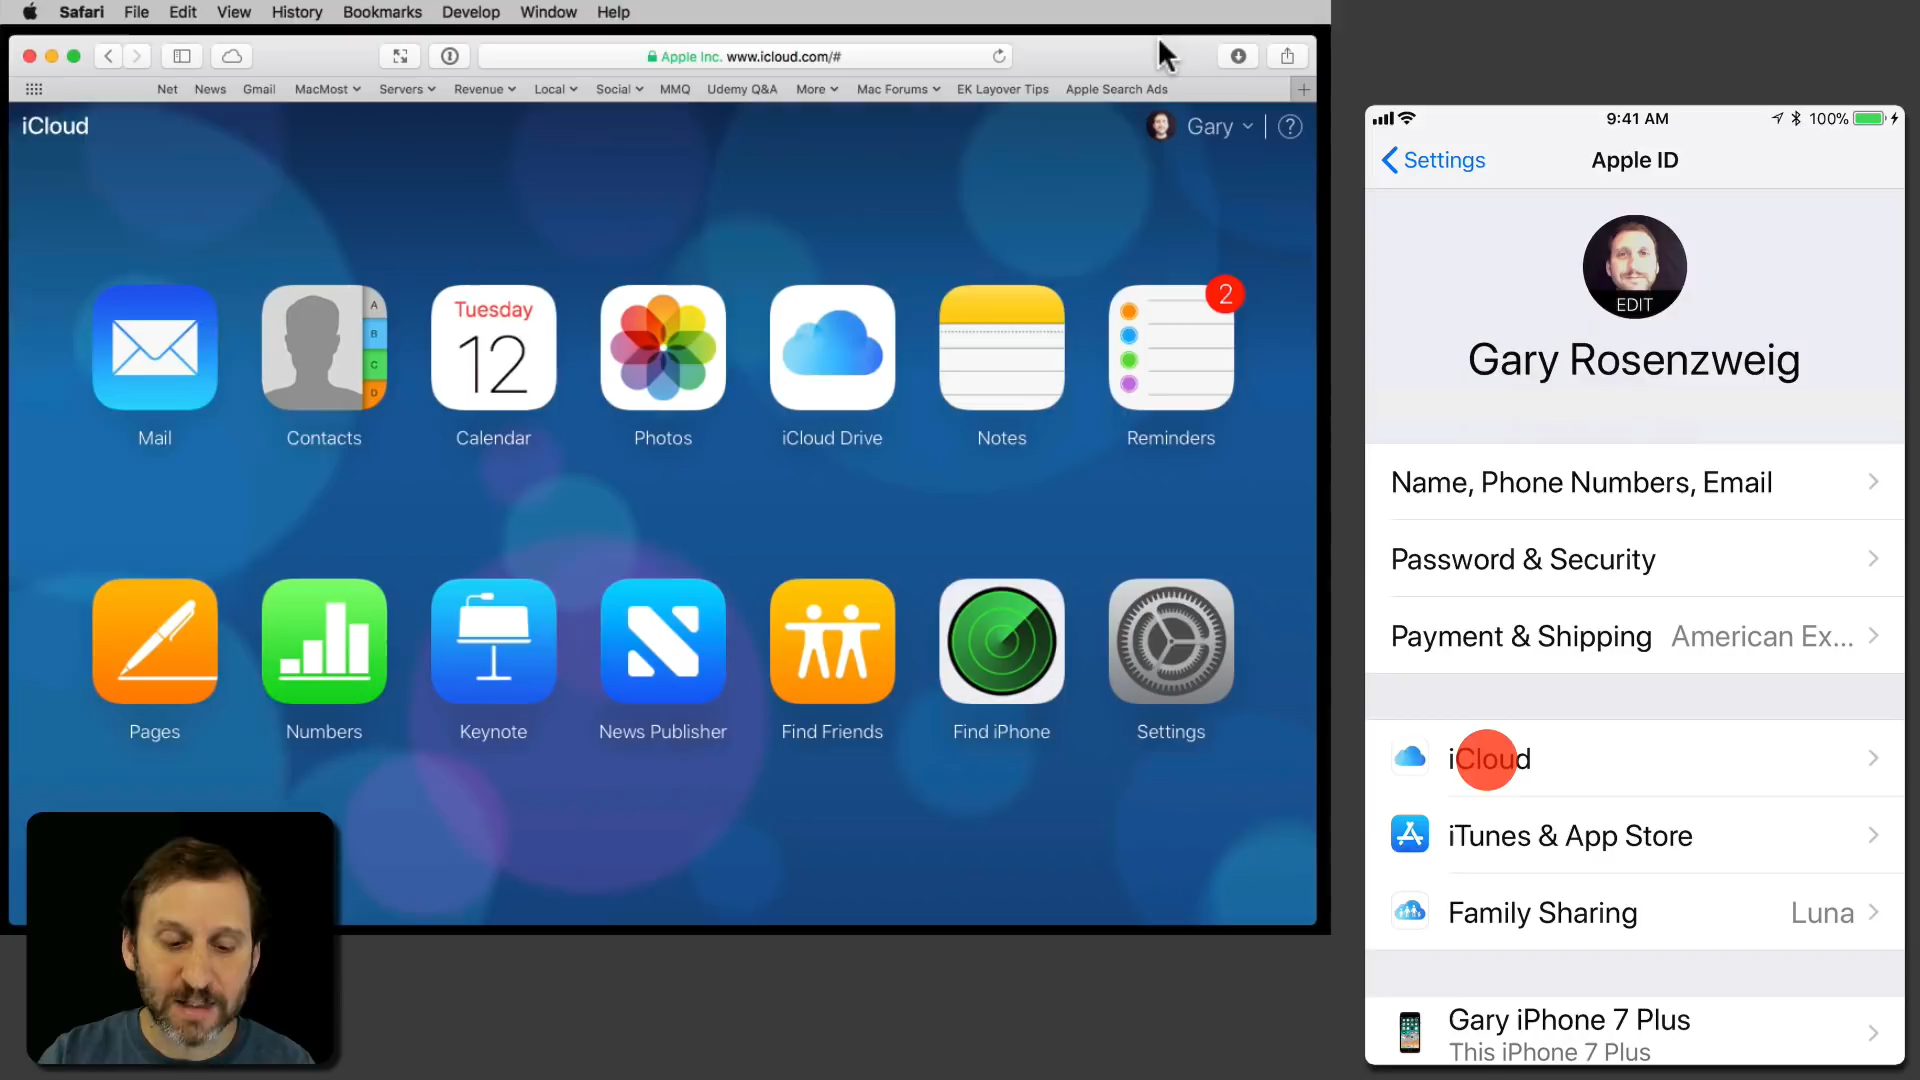 Safari File Edit View History Bookmarks Develop Window Help
Apple Inc. www.icloud.com/#
Net News Gmail MacMost Servers Revenue Local Social MMQ Udemy Q&A More Mac Forums EK Layover Tips Apple Search Ads
iCloud
Gary
?
A
B
C
D
Tuesday
12
2
Mail Contacts Calendar Photos iCloud Drive Notes Reminders
Pages Numbers Keynote News Publisher Find Friends Find iPhone Settings
9:41 AM
100%
Settings
Apple ID
EDIT
Gary Rosenzweig
Name, Phone Numbers, Email
Password & Security
Payment & Shipping American Ex...
iCloud
iTunes & App Store
Family Sharing Luna
Gary iPhone 7 Plus
This iPhone 7 Plus